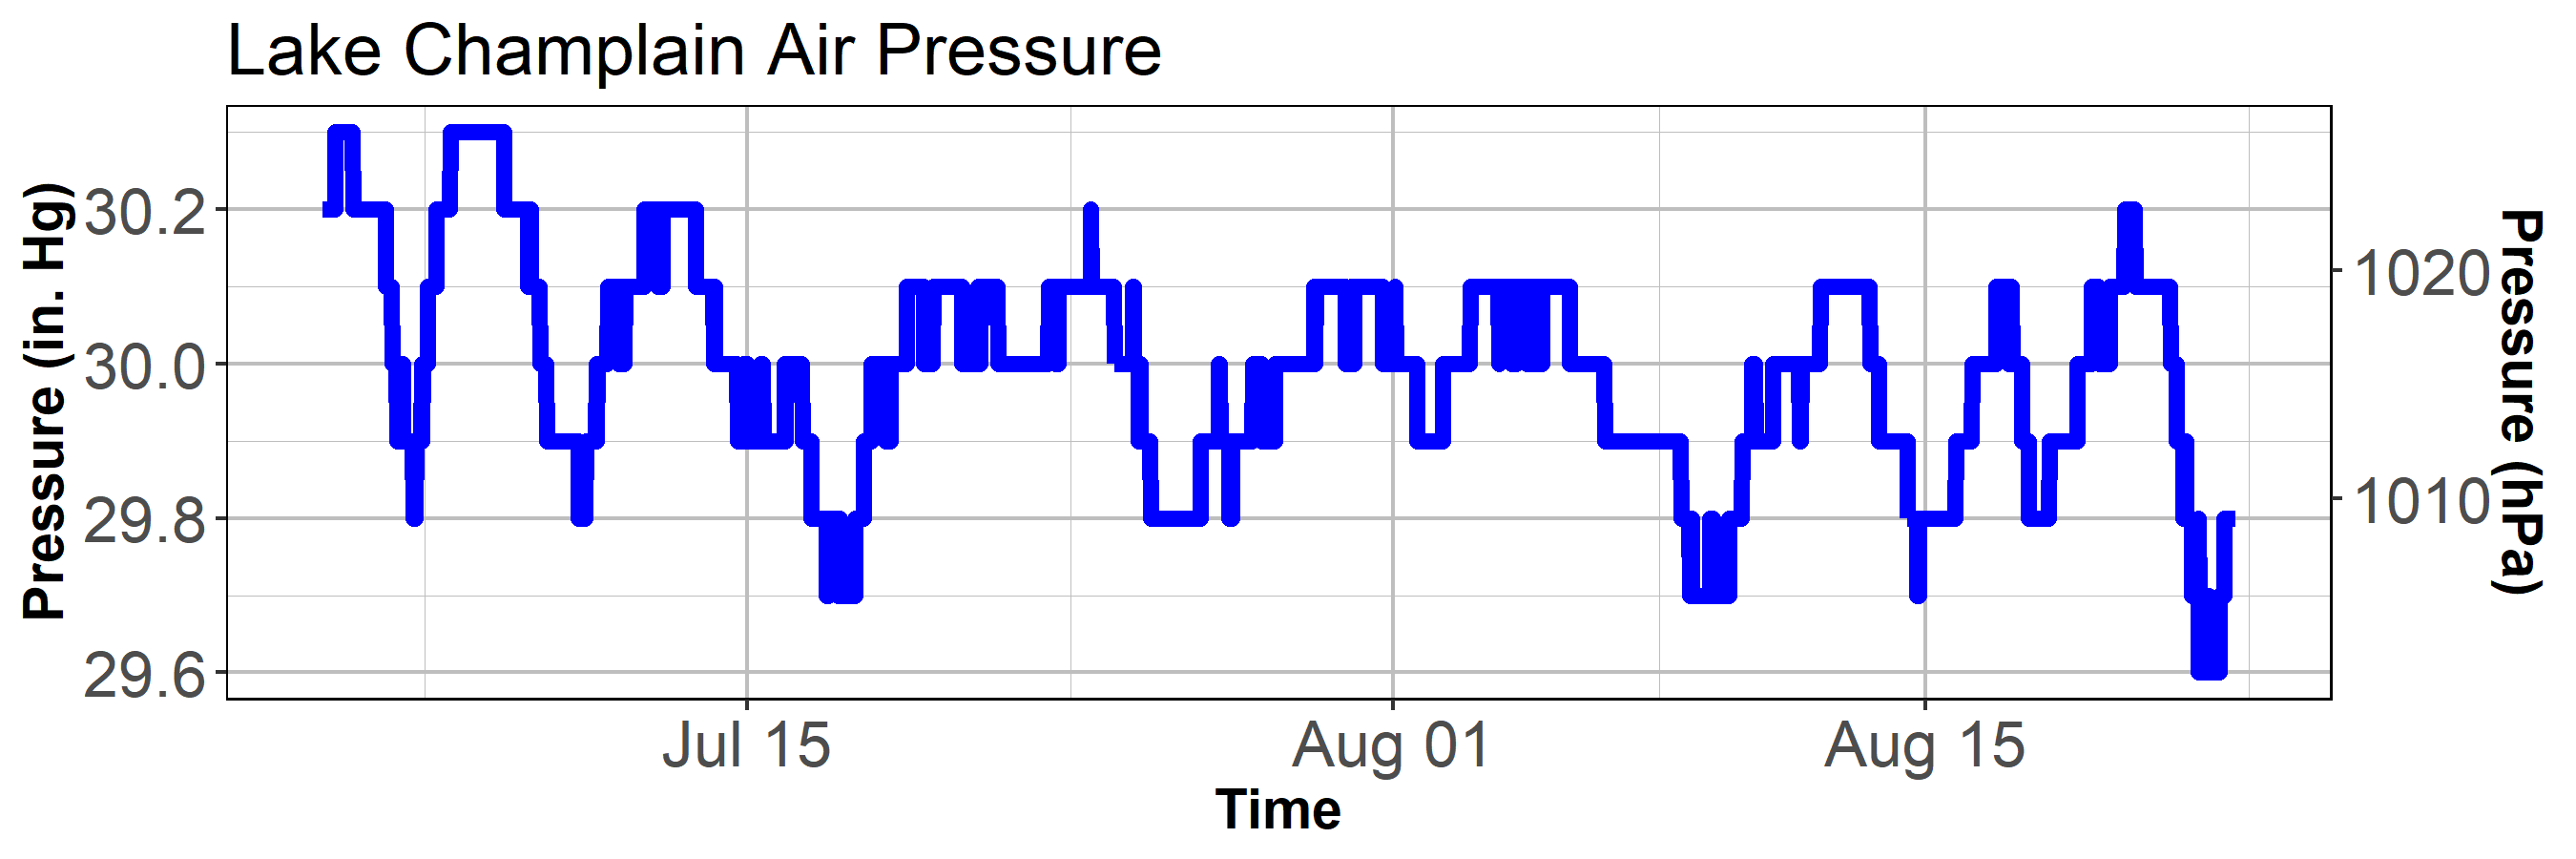 Lake Champlain Air Pressure
Pressure (in. Hg)
30.2
30.0
29.8
29.6
1020
1010
Pressure (hPa)
Jul 15
Aug 01
Aug 15
Time